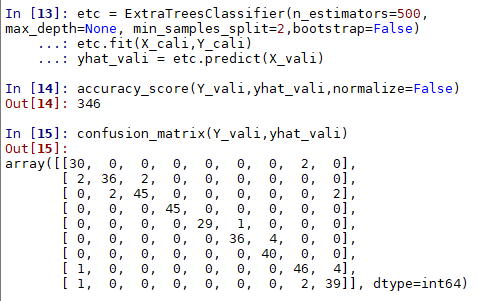 In [13]: etc = ExtraTreesClassifier(n_estimators=500,
max_depth=None, min_samples_split=2,bootstrap=False)
    ...: etc.fit(X_cali,Y_cali)
    ...: yhat_vali = etc.predict(X_vali)
In [14]: accuracy_score(Y_vali,yhat_vali,normalize=False)
Out[14]: 346
In [15]: confusion_matrix(Y_vali,yhat_vali)
Out[15]:
array([[30,  0,  0,  0,  0,  0,  0,  2,  0],
       [ 2, 36,  2,  0,  0,  0,  0,  0,  0],
       [ 0,  2, 45,  0,  0,  0,  0,  0,  2],
       [ 0,  0,  0, 45,  0,  0,  0,  0,  0],
       [ 0,  0,  0,  0, 29,  1,  0,  0,  0],
       [ 0,  0,  0,  0,  0, 36,  4,  0,  0],
       [ 0,  0,  0,  0,  0,  0, 40,  0,  0],
       [ 1,  0,  0,  0,  0,  0,  0, 46,  4],
       [ 1,  0,  0,  0,  0,  0,  0,  2, 39]], dtype=int64)